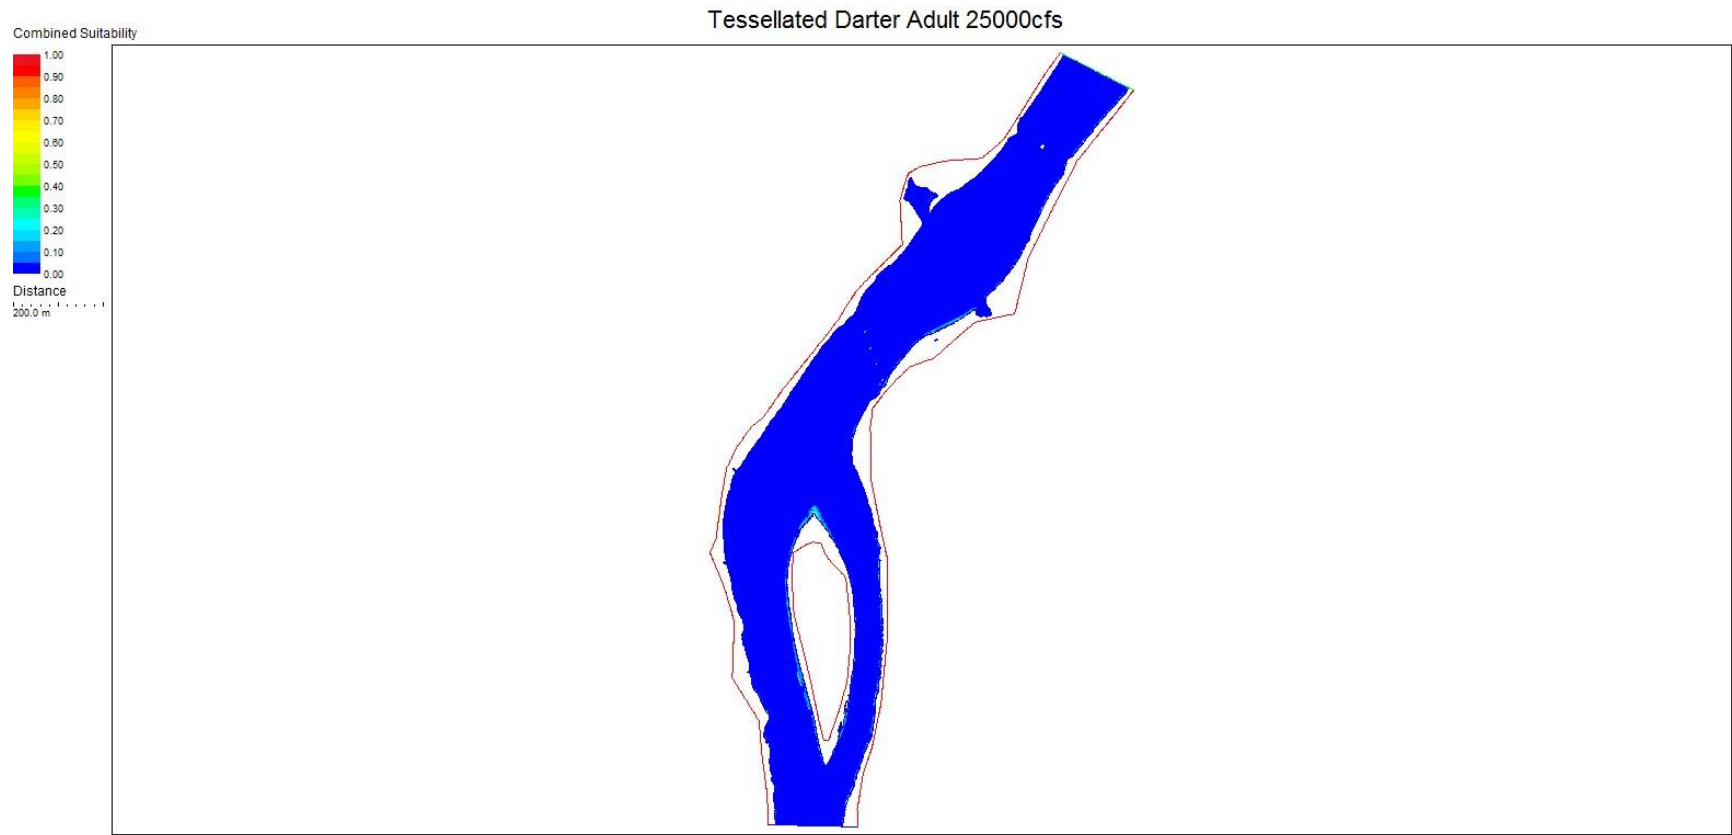 Tessellated Darter Adult 25000cfs
Combined Suitability
1.00
0.90
0.80
0.70
0.60
0.50
0.40
0.30
0.20
0.10
0.00
Distance
200.0 m